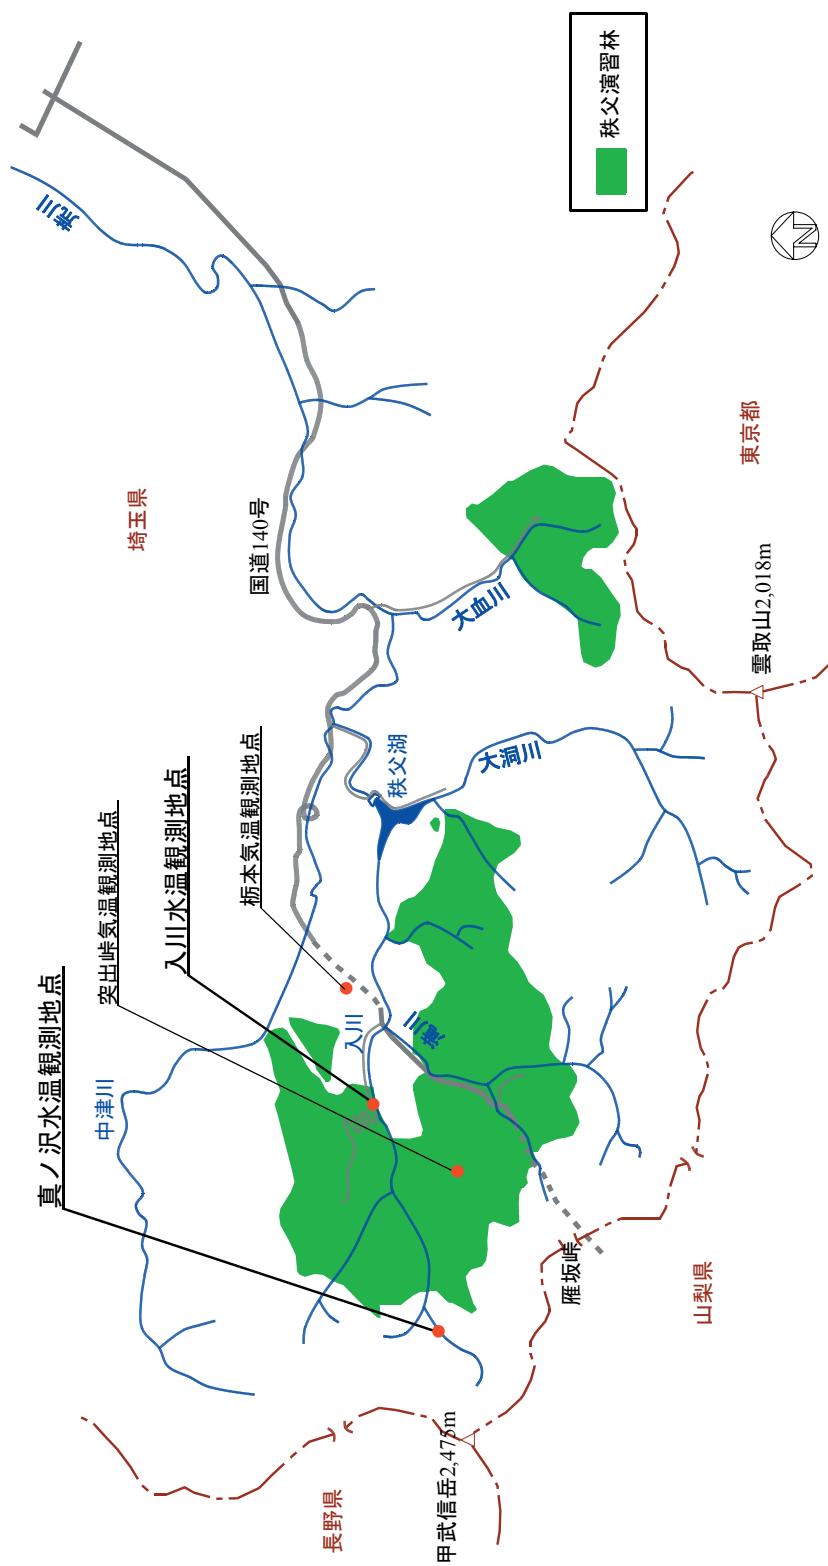 真ノ沢水温観測地点
突出峠気温観測地点
入川水温観測地点
栃本気温観測地点
国道140号
埼玉県
荒川
中津川
入川
滝川
秩父湖
大洞川
大血川
長野県
甲武信岳2,475m
雁坂峠
山梨県
雲取山2,018m
東京都
秩父演習林
N